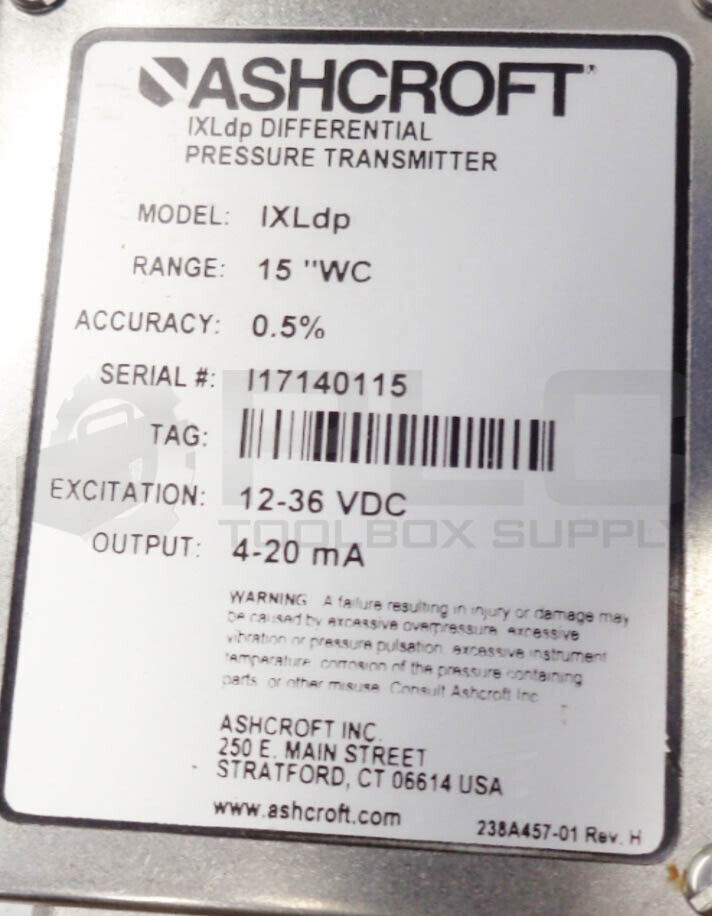 ASHCROFT®
IXLdp DIFFERENTIAL
PRESSURE TRANSMITTER
MODEL: IXLdp
RANGE: 15 "WC
ACCURACY: 0.5%
SERIAL #: I17140115
TAG:
EXCITATION: 12-36 VDC
OUTPUT: 4-20 mA
PLC
TOOLBOX SUPPLY
WARNING A failure resulting in injury or damage may
be caused by excessive overpressure, excessive
vibration or pressure pulsation, excessive instrument
temperature, corrosion of the pressure containing
parts, or other misuse. Consult Ashcroft Inc.
ASHCROFT INC.
250 E. MAIN STREET
STRATFORD, CT 06614 USA
www.ashcroft.com
238A457-01 Rev. H